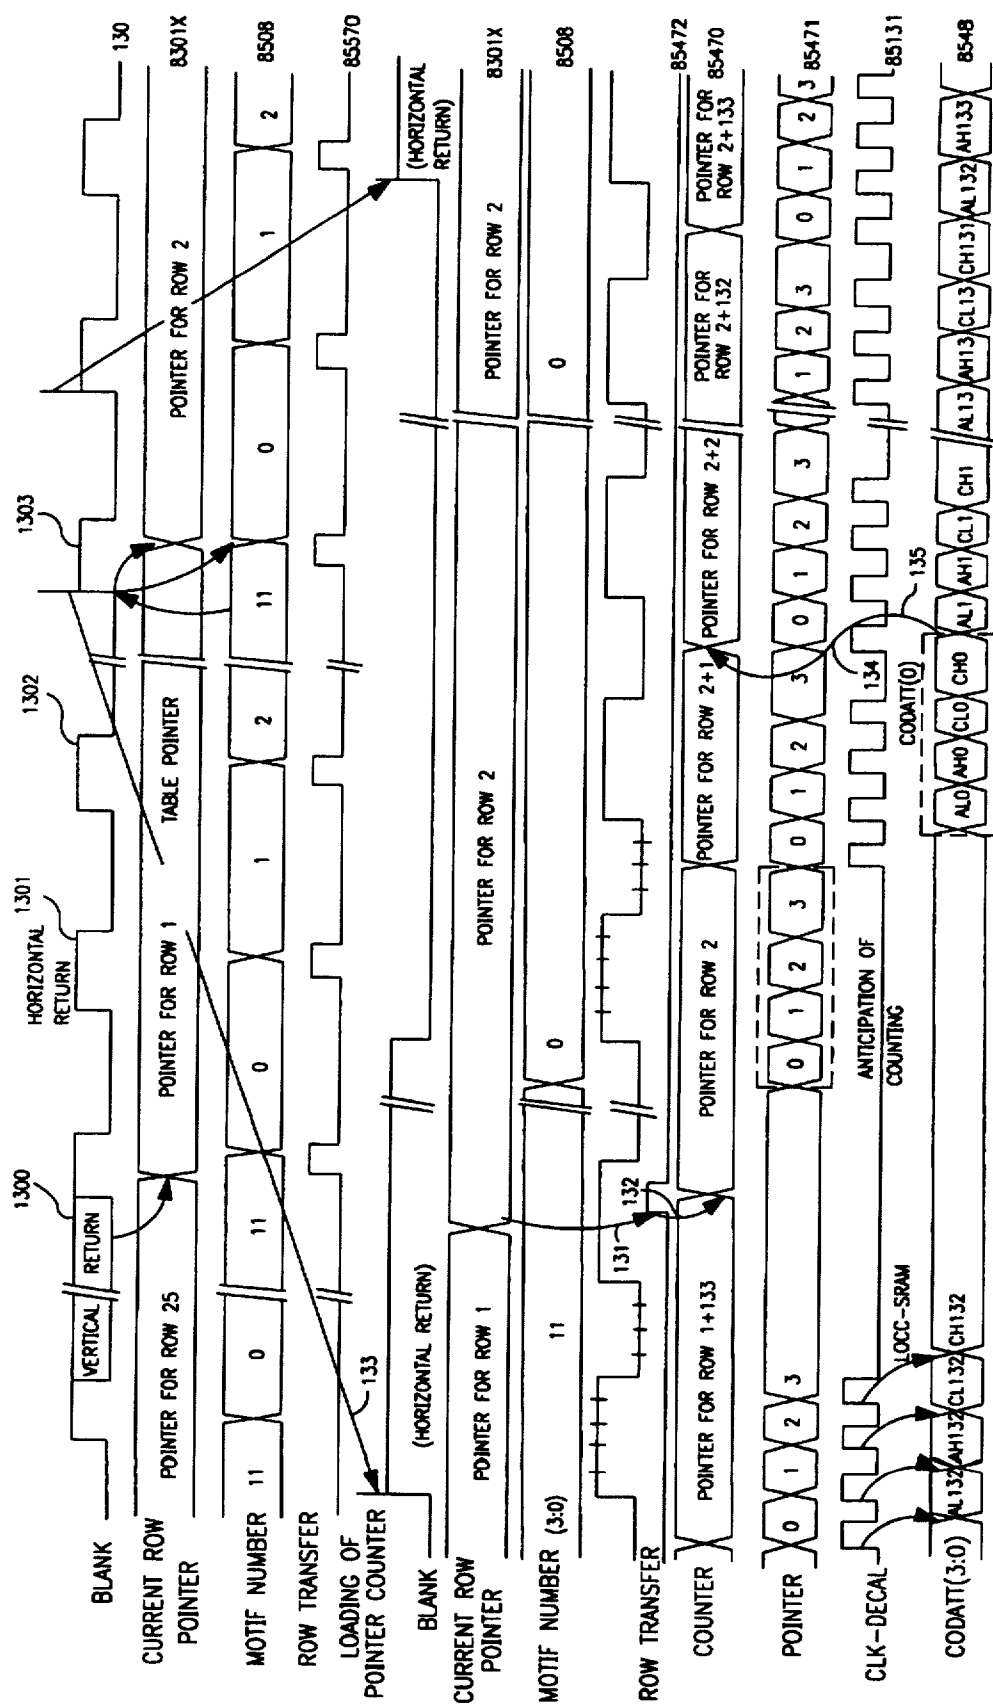 1300
HORIZONTAL
RETURN
1301
1302
1303
BLANK
VERTICAL RETURN
130
CURRENT ROW
POINTER
POINTER FOR ROW 25
POINTER FOR ROW 1
TABLE POINTER
POINTER FOR ROW 2
8301X
MOTIF NUMBER
11 0 11 0 1 2 11 0 1 2
8508
ROW TRANSFER
85570
LOADING OF
POINTER COUNTER
133
BLANK
(HORIZONTAL RETURN)
(HORIZONTAL
RETURN)
CURRENT ROW
POINTER
POINTER FOR ROW 1
POINTER FOR ROW 2
POINTER FOR ROW 2
8301X
MOTIF NUMBER (3:0)
11 0 0
8508
ROW TRANSFER
131
132
85472
COUNTER
POINTER FOR ROW 1+133
POINTER FOR ROW 2
POINTER FOR ROW 2+1
POINTER FOR ROW 2+2
POINTER FOR
ROW 2+132
POINTER FOR
ROW 2+133
85470
POINTER
0 1 2 3 0 1 2 3 0 1 2 3 0 1 2 3 1 2 3 0 1 2 3
85471
ANTICIPATION OF
COUNTING
134
135
CLK-DECAL
85131
LOCC-SRAM
CODATT(0)
CODATT(3:0)
AL132 AH132 CL132 CH132
AL0 AH0 CL0 CH0 AL1 AH1 CL1 CH1
AL13 AH13 CL13 CH131 AL132 AH133
8548